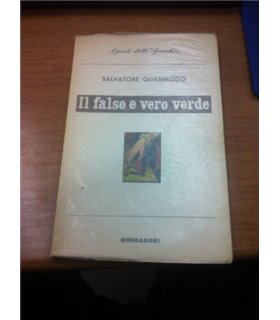 I poeti dello "Specchio"
SALVATORE QUASIMODO
Il falso e vero verde
MONDADORI